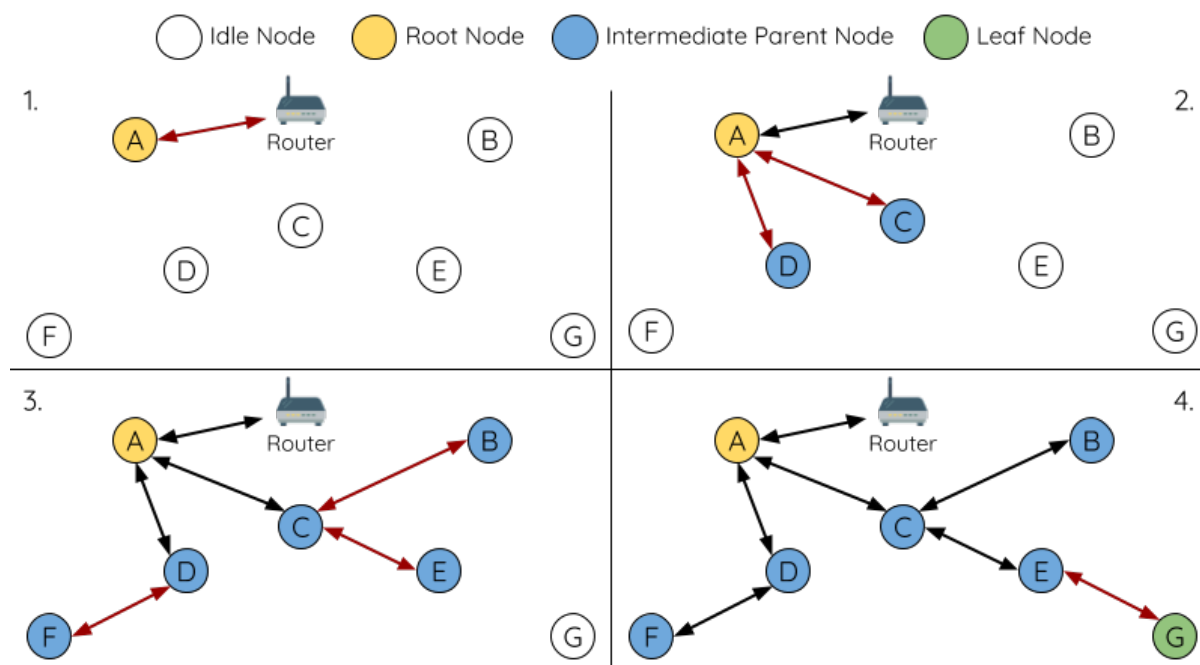 Idle Node Root Node Intermediate Parent Node Leaf Node
1.
A
Router
B
C
D
E
F
G
2.
A
Router
B
C
D
E
F
G
3.
A
Router
B
C
D
E
F
G
4.
A
Router
B
C
D
E
F
G